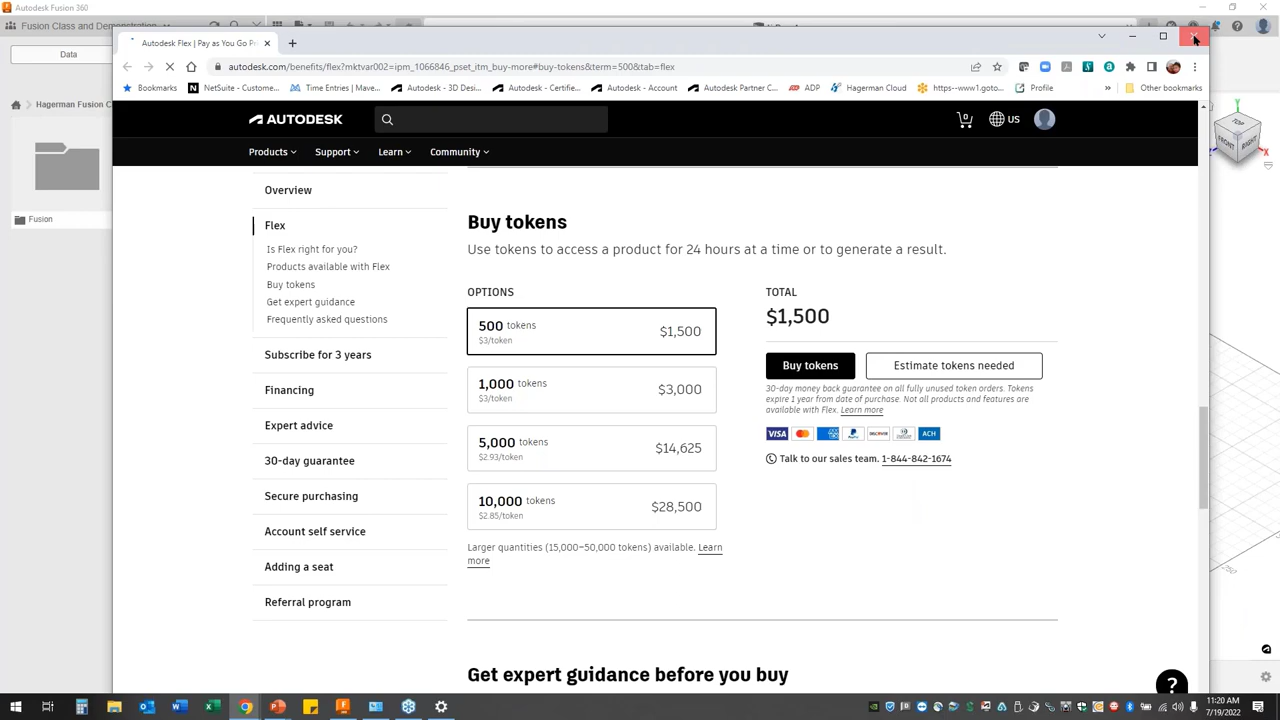 Autodesk Fusion 360
Fusion Class and Demonstration
Data
Hagerman Fusion C
Fusion
Autodesk Flex | Pay as You Go P
autodesk.com/benefits/flex?mktvar002=ipm_1066846_pset_itm_buy-more#buy-tokens&term=500&tab=flex
Bookmarks
NetSuite - Custome...
Time Entries | Mave...
Autodesk - 3D Desi...
Autodesk - Certifie...
Autodesk - Account
Autodesk Partner C...
ADP
Hagerman Cloud
https--www1.goto...
Profile
»
Other bookmarks
AUTODESK
0
US
Products
Support
Learn
Community
Overview
Flex
Is Flex right for you?
Products available with Flex
Buy tokens
Get expert guidance
Frequently asked questions
Subscribe for 3 years
Financing
Expert advice
30-day guarantee
Secure purchasing
Account self service
Adding a seat
Referral program
Buy tokens
Use tokens to access a product for 24 hours at a time or to generate a result.
OPTIONS
500 tokens $1,500
$3/token
1,000 tokens $3,000
$3/token
5,000 tokens $14,625
$2.93/token
10,000 tokens $28,500
$2.85/token
Larger quantities (15,000–50,000 tokens) available. Learn
more
TOTAL
$1,500
Buy tokens
Estimate tokens needed
30-day money back guarantee on all fully unused token orders. Tokens
expire 1 year from date of purchase. Not all products and features are
available with Flex. Learn more
VISA
DISCOVER
ACH
Talk to our sales team. 1-844-842-1674
Get expert guidance before you buy
?
TOP
FRONT
RIGHT
Y
X
Z
250
11:20 AM
7/19/2022